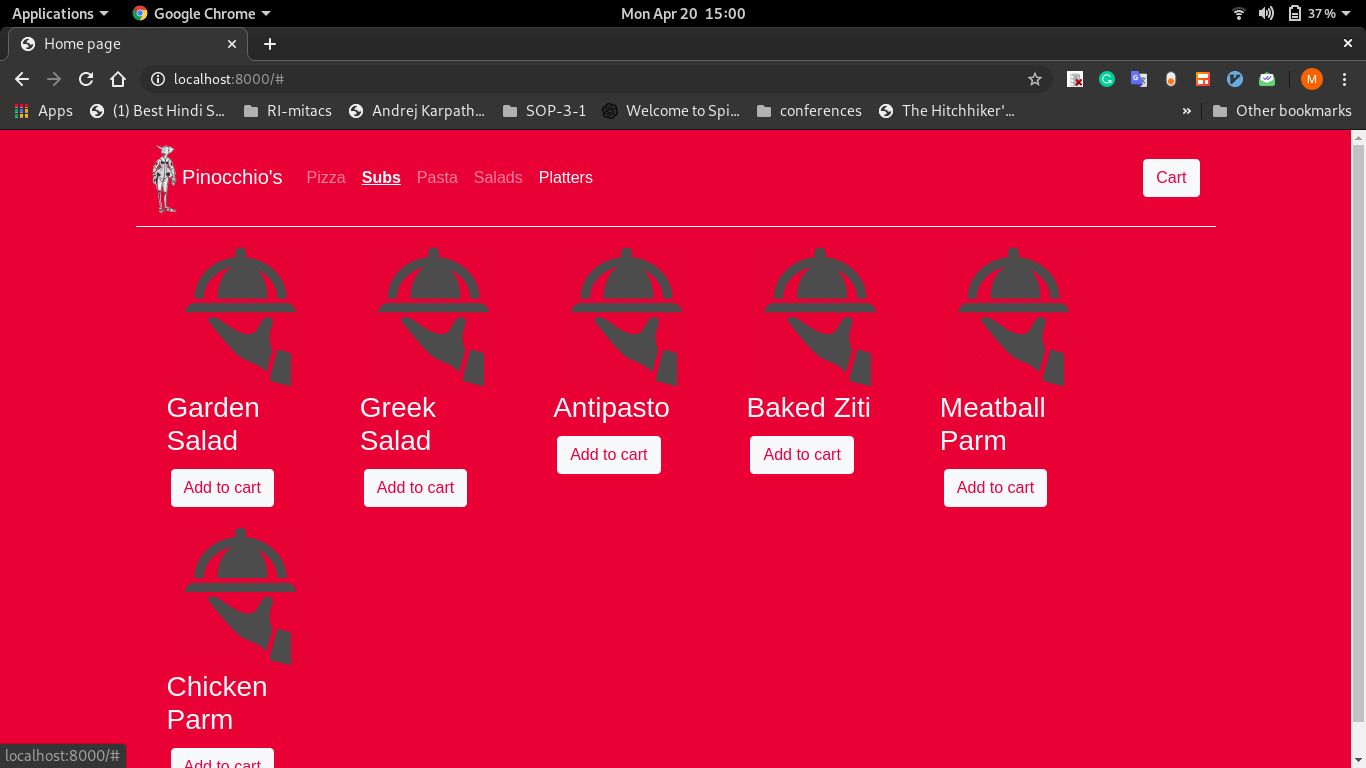 Applications Google Chrome Mon Apr 20 15:00 37%
Home page
localhost:8000/# M
Apps (1) Best Hindi S... RI-mitacs Andrej Karpath... SOP-3-1 Welcome to Spi... conferences The Hitchhiker'... » Other bookmarks
Pinocchio's Pizza Subs Pasta Salads Platters Cart
Garden Salad
Greek Salad
Antipasto
Baked Ziti
Meatball Parm
Add to cart
Add to cart
Add to cart
Add to cart
Add to cart
Chicken
Parm
Add to cart
localhost:8000/#